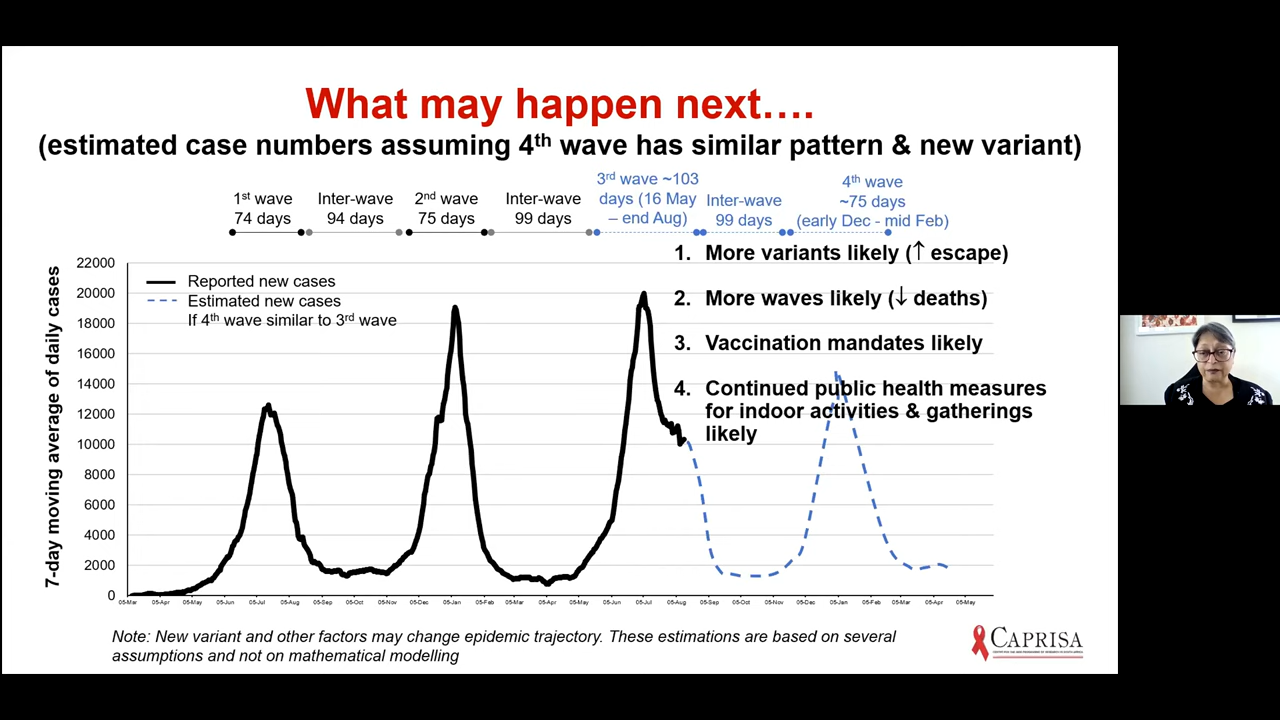 What may happen next….
(estimated case numbers assuming 4th wave has similar pattern & new variant)
1st wave
74 days
Inter-wave
94 days
2nd wave
75 days
Inter-wave
99 days
3rd wave ~103
days (16 May
– end Aug)
Inter-wave
99 days
4th wave
~75 days
(early Dec - mid Feb)
1. More variants likely (↑ escape)
2. More waves likely (↓ deaths)
3. Vaccination mandates likely
4. Continued public health measures
for indoor activities & gatherings
likely
7-day moving average of daily cases
22000
20000
18000
16000
14000
12000
10000
8000
6000
4000
2000
0
Reported new cases
Estimated new cases
If 4th wave similar to 3rd wave
05-Mar 05-Apr 05-May 05-Jun 05-Jul 05-Aug 05-Sep 05-Oct 05-Nov 05-Dec 05-Jan 05-Feb 05-Mar 05-Apr 05-May 05-Jun 05-Jul 05-Aug 05-Sep 05-Oct 05-Nov 05-Dec 05-Jan 05-Feb 05-Mar 05-Apr 05-May
Note: New variant and other factors may change epidemic trajectory. These estimations are based on several
assumptions and not on mathematical modelling
CAPRISA